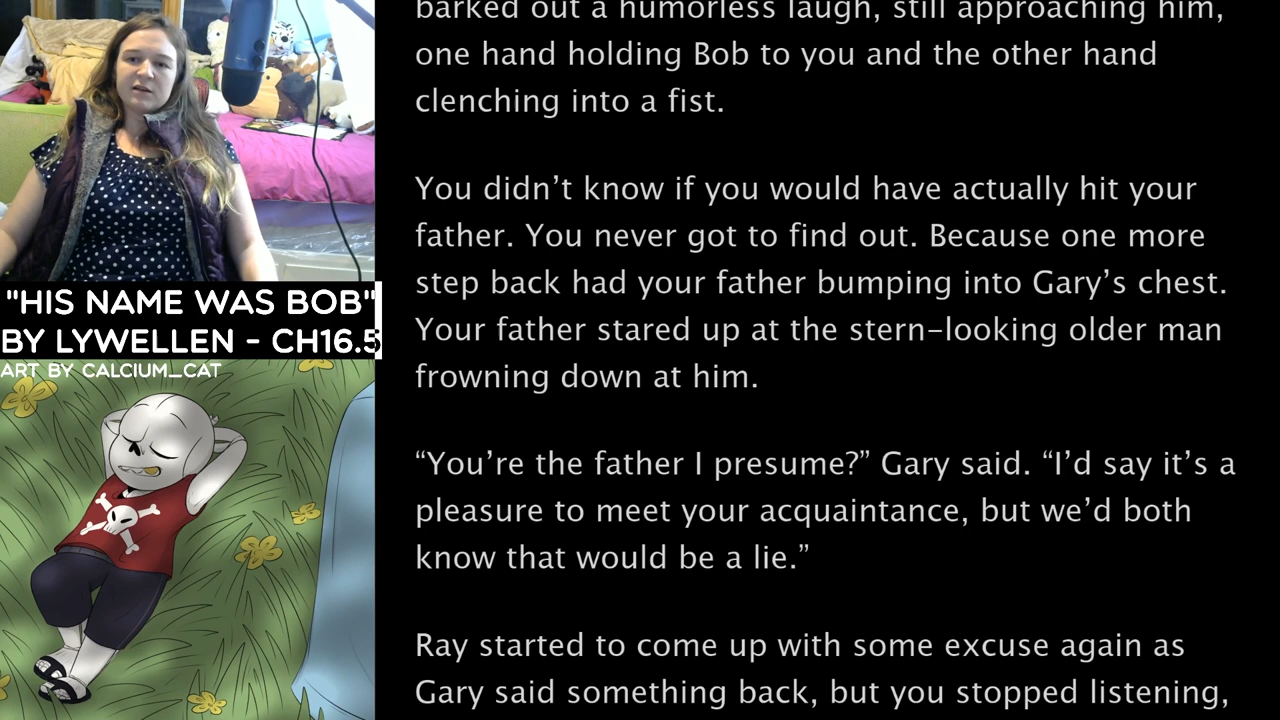 barked out a humorless laugh, still approaching him,
one hand holding Bob to you and the other hand
clenching into a fist.
You didn’t know if you would have actually hit your
father. You never got to find out. Because one more
step back had your father bumping into Gary’s chest.
Your father stared up at the stern-looking older man
frowning down at him.
“You’re the father I presume?” Gary said. “I’d say it’s a
pleasure to meet your acquaintance, but we’d both
know that would be a lie.”
Ray started to come up with some excuse again as
Gary said something back, but you stopped listening,
"HIS NAME WAS BOB"
BY LYWELLEN - CH16.5
ART BY CALCIUM_CAT